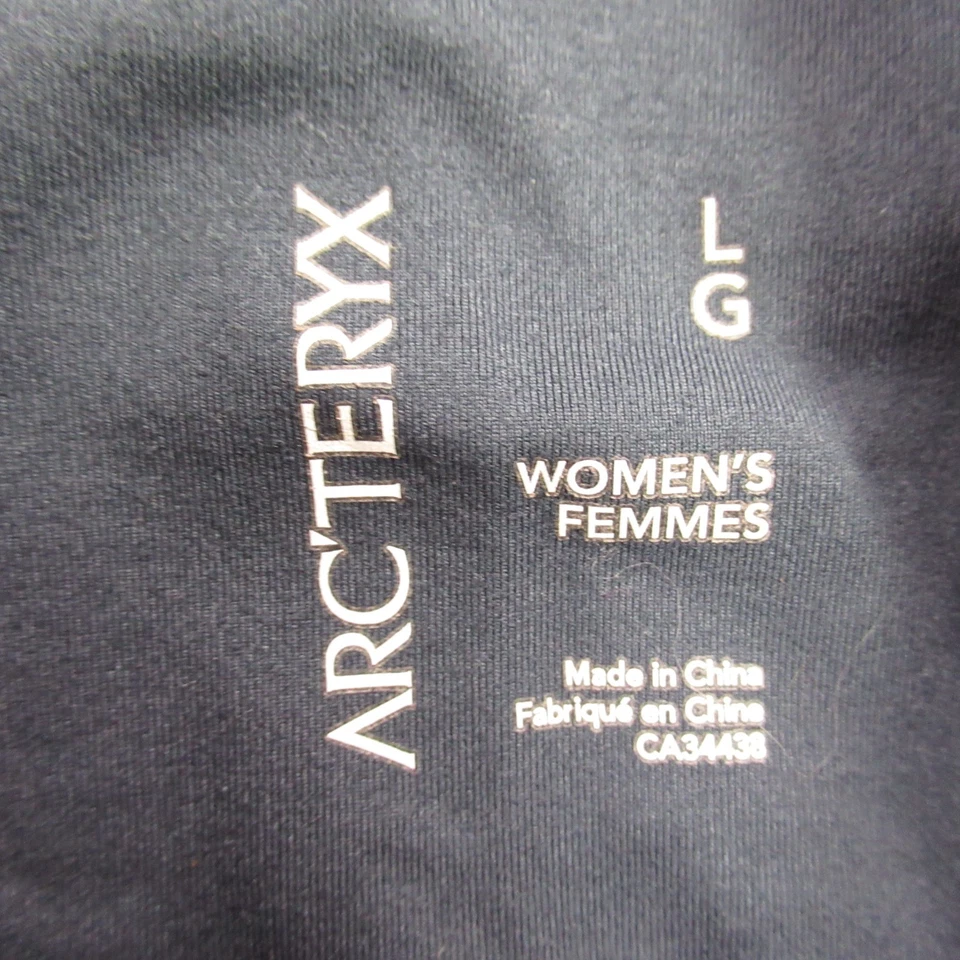 ARC'TERYX
L
G
WOMEN'S
FEMMES
Made in China
Fabriqué en Chine
CA34438